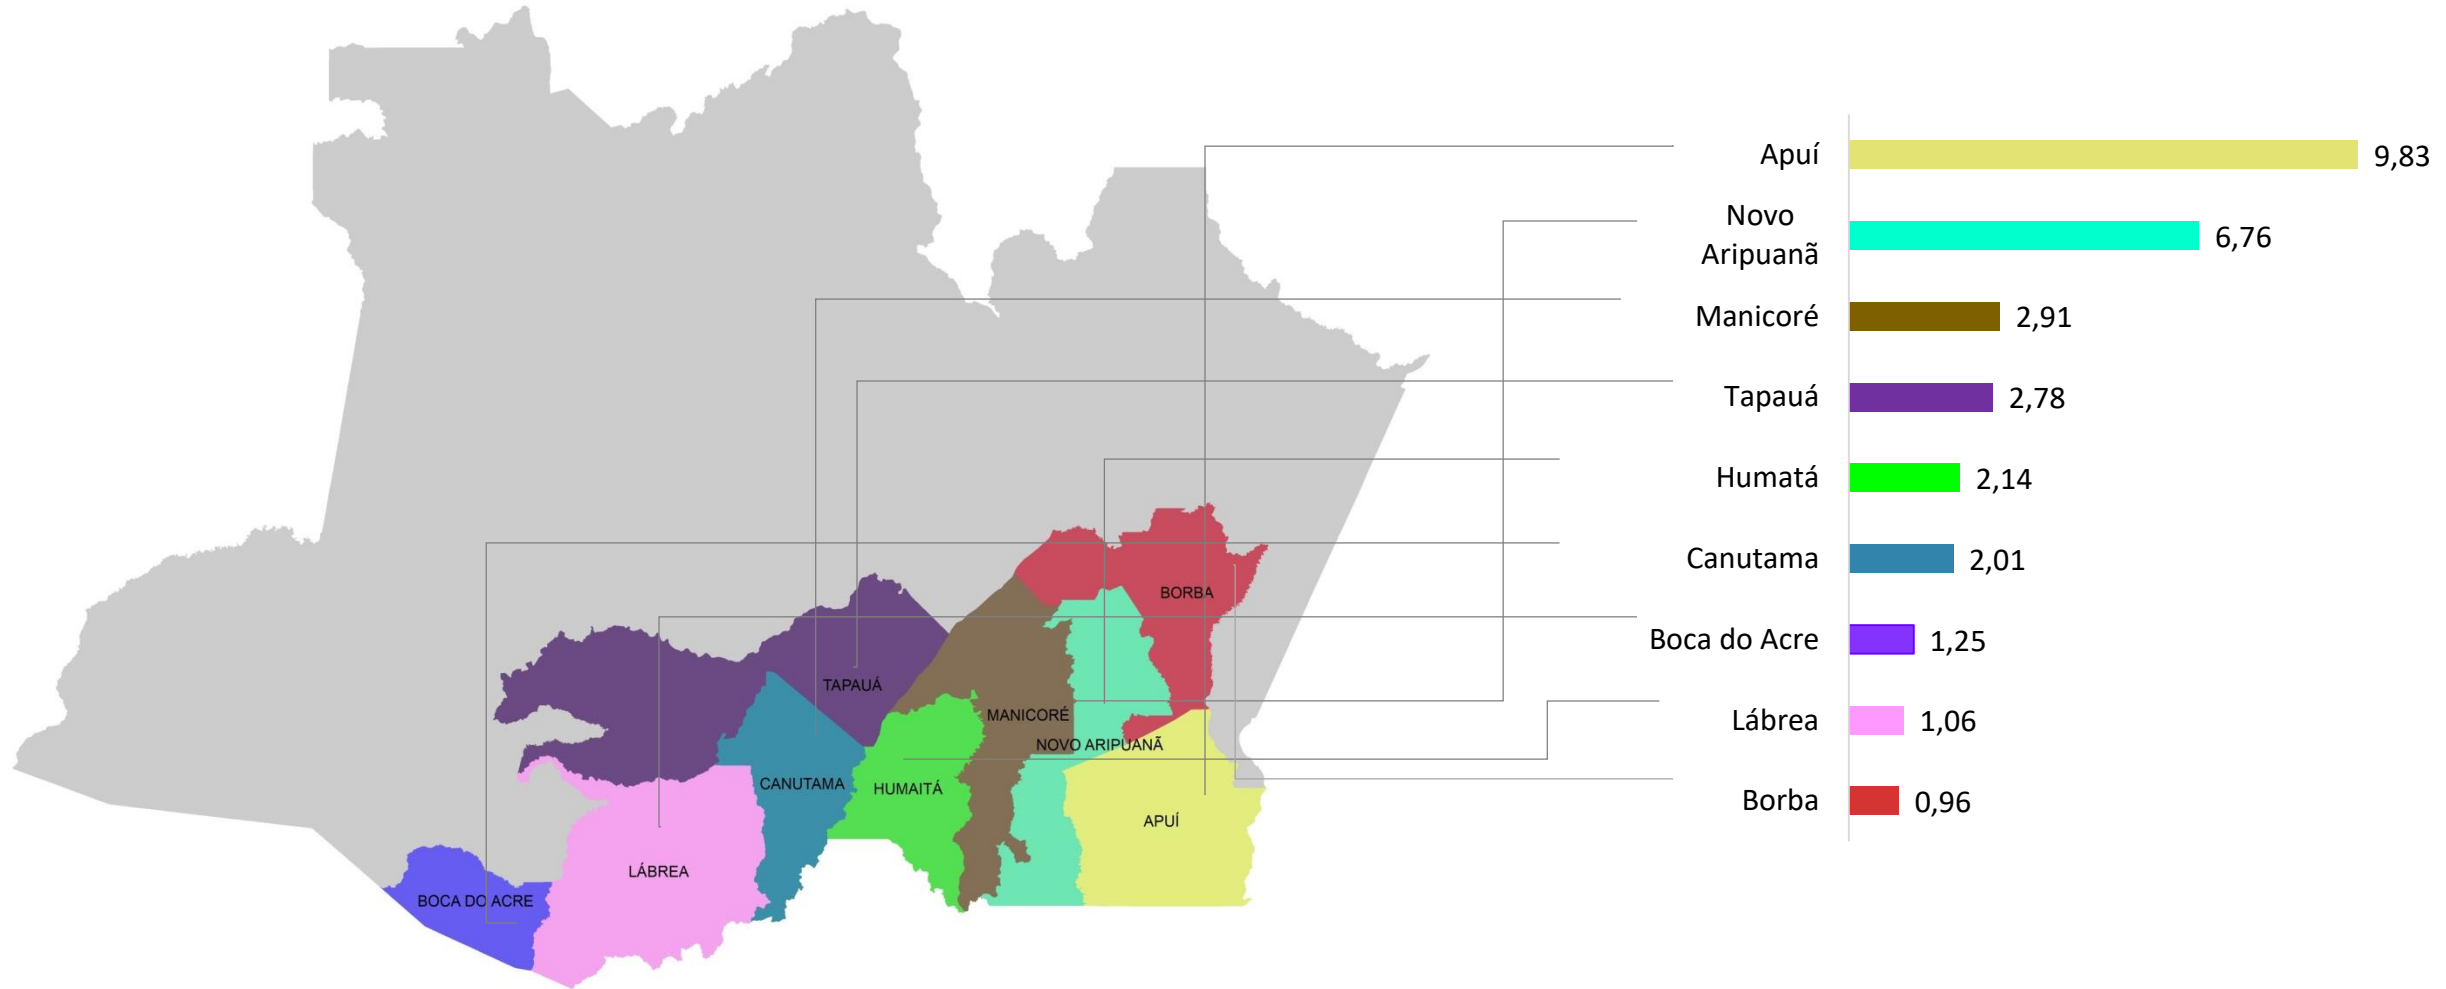 Apuí
9,83
Novo
Aripuanã
6,76
Manicoré
2,91
Tapauá
2,78
Humatá
2,14
Canutama
2,01
Boca do Acre
1,25
Lábrea
1,06
Borba
0,96
BORBA
TAPAUÁ
MANICORÉ
NOVO ARIPUANÃ
CANUTAMA
HUMAITÁ
APUÍ
LÁBREA
BOCA DO ACRE